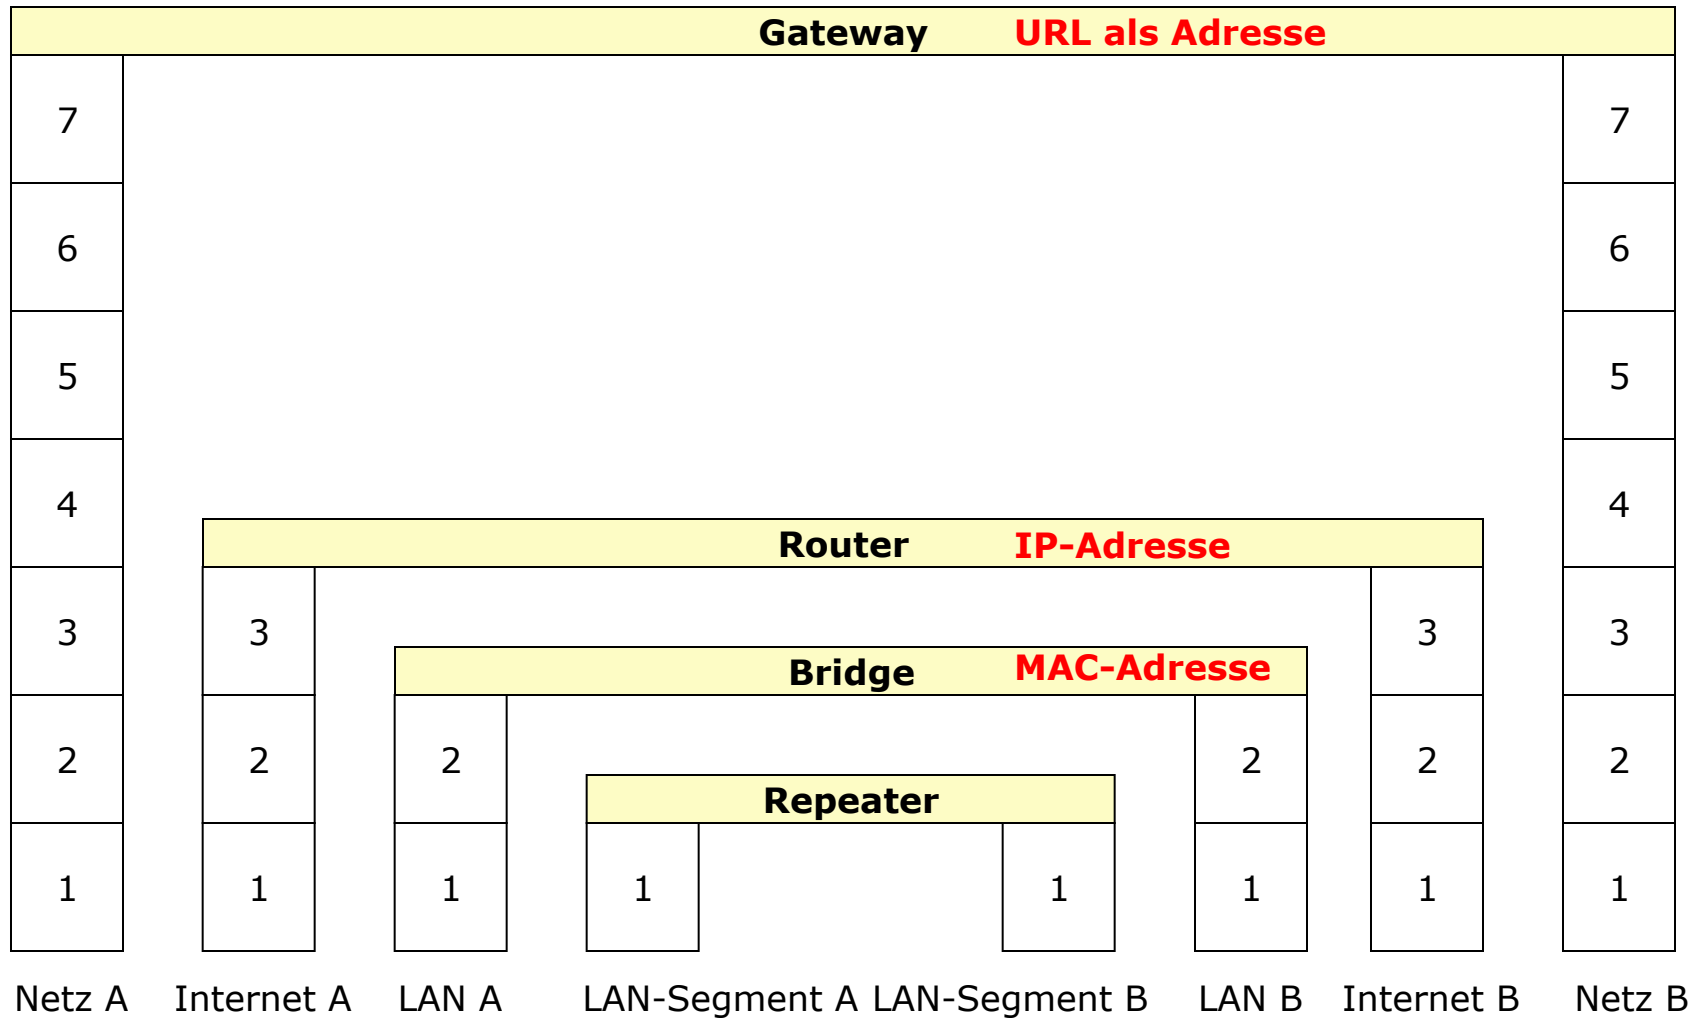 Gateway URL als Adresse
7 7
6 6
5 5
4 4
Router IP-Adresse
3 3 3 3
Bridge MAC-Adresse
2 2 2 2 2 2
Repeater
1 1 1 1 1 1 1 1
Netz A Internet A LAN A LAN-Segment A LAN-Segment B LAN B Internet B Netz B